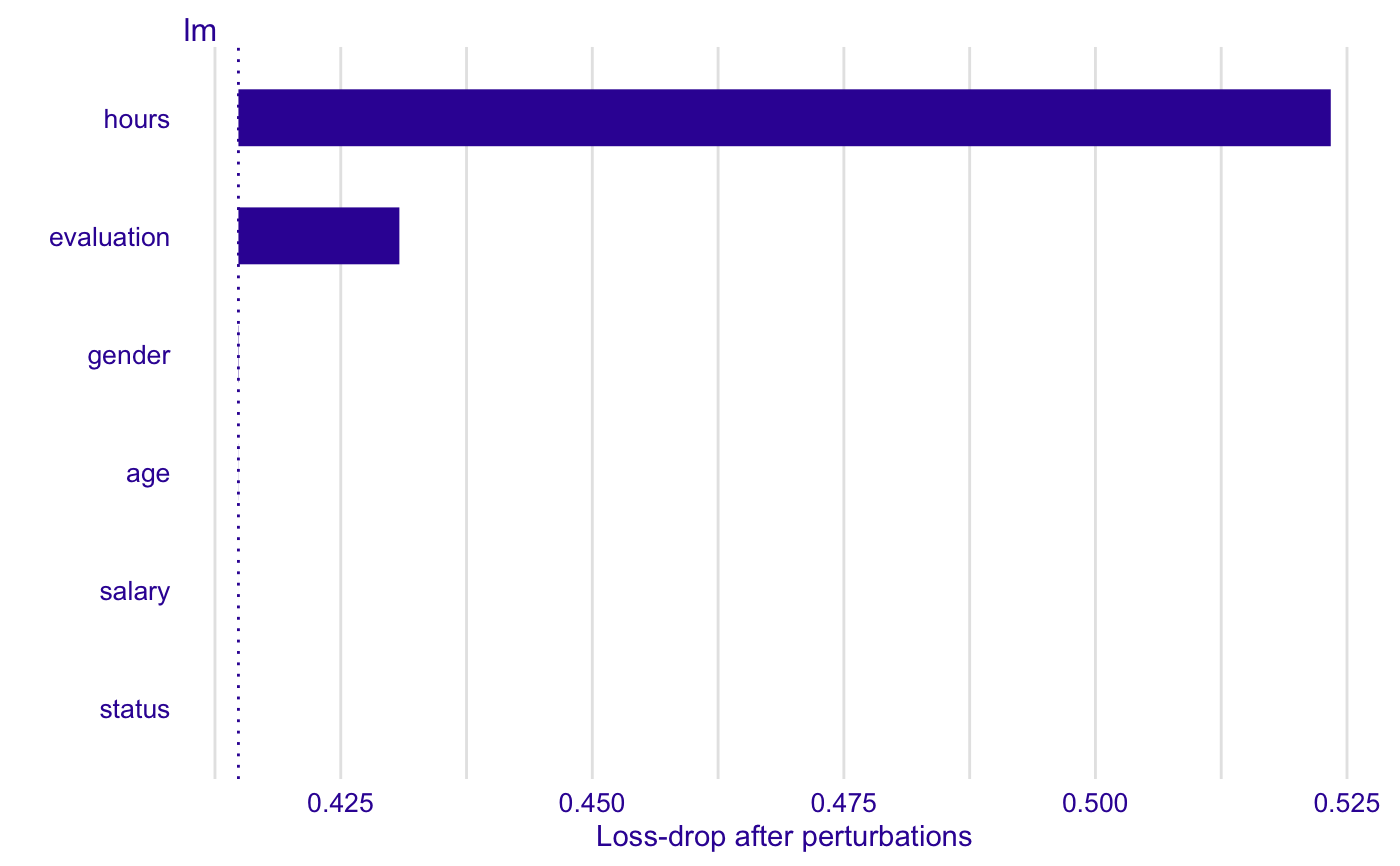 lm
hours
evaluation
gender
age
salary
status
0.425 0.450 0.475 0.500 0.525
Loss-drop after perturbations